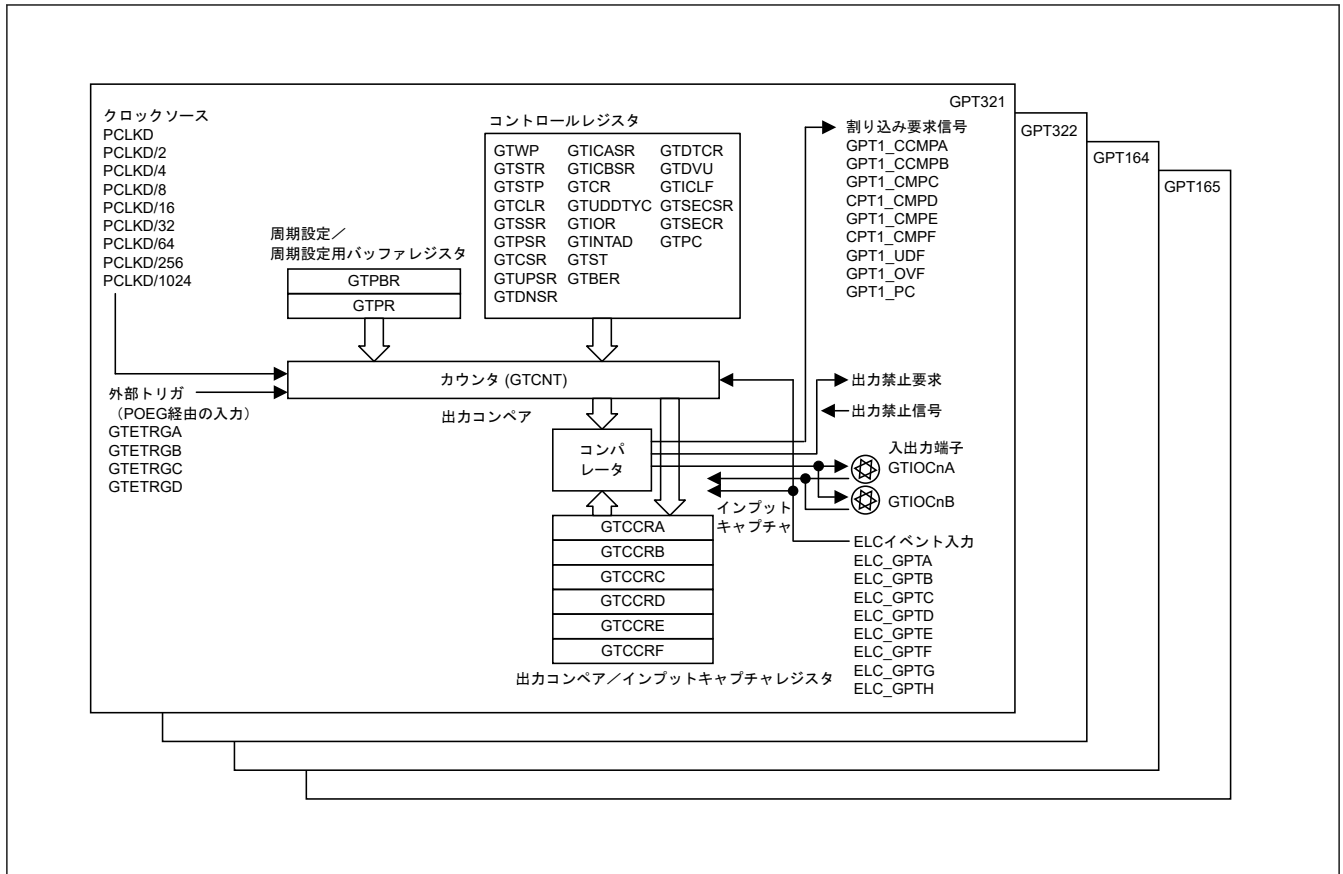 GPT321
GPT322
GPT164
GPT165
クロックソース
PCLKD
PCLKD/2
PCLKD/4
PCLKD/8
PCLKD/16
PCLKD/32
PCLKD/64
PCLKD/256
PCLKD/1024
周期設定／
周期設定用バッファレジスタ
GTPBR
GTPR
コントロールレジスタ
GTWP GTICASR GTDTCR
GTSTR GTICBSR GTDVU
GTSTP GTCR GTICLF
GTCLR GTUDDTYC GTSECSR
GTSSR GTIOR GTSECR
GTPSR GTINTAD GTPC
GTCSR GTST
GTUPSR GTBER
GTDNSR
割り込み要求信号
GPT1_CCMPA
GPT1_CCMPB
GPT1_CMPC
CPT1_CMPD
GPT1_CMPE
CPT1_CMPF
GPT1_UDF
GPT1_OVF
GPT1_PC
カウンタ (GTCNT)
外部トリガ
（POEG経由の入力）
GTETRGA
GTETRGB
GTETRGC
GTETRGD
出力コンペア
コンパ
レータ
出力禁止要求
出力禁止信号
入出力端子
GTIOCnA
GTIOCnB
インプット
キャプチャ
GTCCRA
GTCCRB
GTCCRC
GTCCRD
GTCCRE
GTCCRF
出力コンペア／インプットキャプチャレジスタ
ELCイベント入力
ELC_GPTA
ELC_GPTB
ELC_GPTC
ELC_GPTD
ELC_GPTE
ELC_GPTF
ELC_GPTG
ELC_GPTH